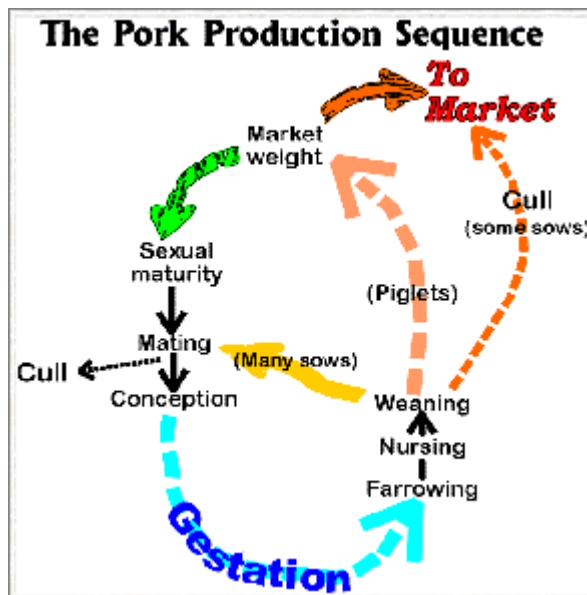 The Pork Production Sequence
To
Market
Market
weight
Cull
(some sows)
Sexual
maturity
(Piglets)
Mating
(Many sows)
Cull
Conception
Weaning
Nursing
Farrowing
Gestation